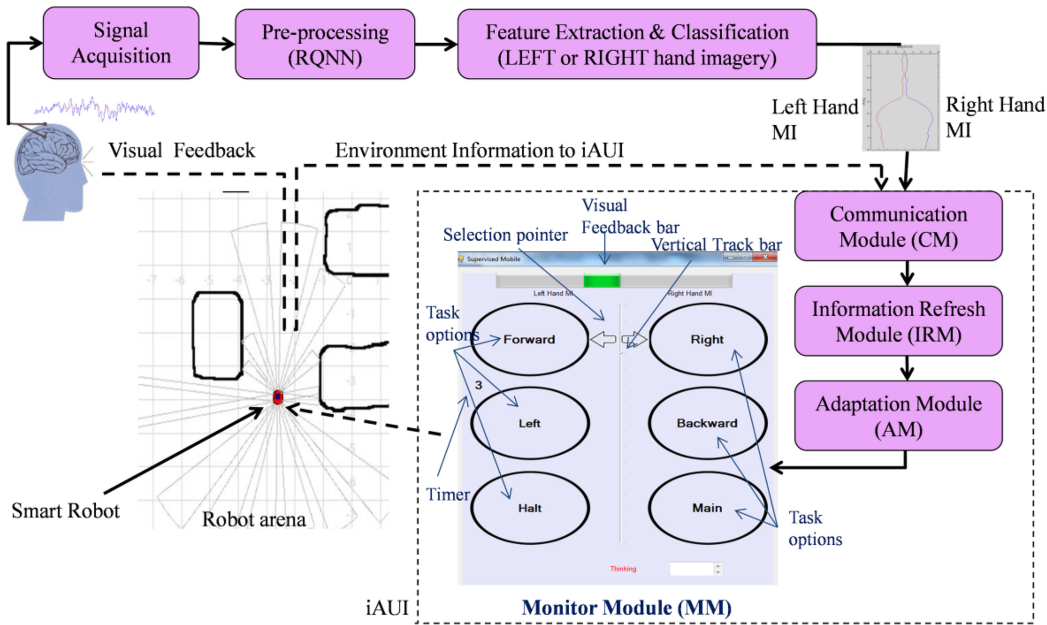 Signal
Acquisition
Pre-processing
(RQNN)
Feature Extraction & Classification
(LEFT or RIGHT hand imagery)
Left Hand
MI
Right Hand
MI
Visual Feedback
Environment Information to iAUI
Communication
Module (CM)
Information Refresh
Module (IRM)
Adaptation Module
(AM)
Visual
Feedback bar
Selection pointer
Vertical Track bar
Supervised Mobile
Left Hand MI
Right Hand MI
Task
options
Forward
Right
3
Left
Backward
Timer
Halt
Main
Task
options
Thinking
Smart Robot
Robot arena
iAUI
Monitor Module (MM)